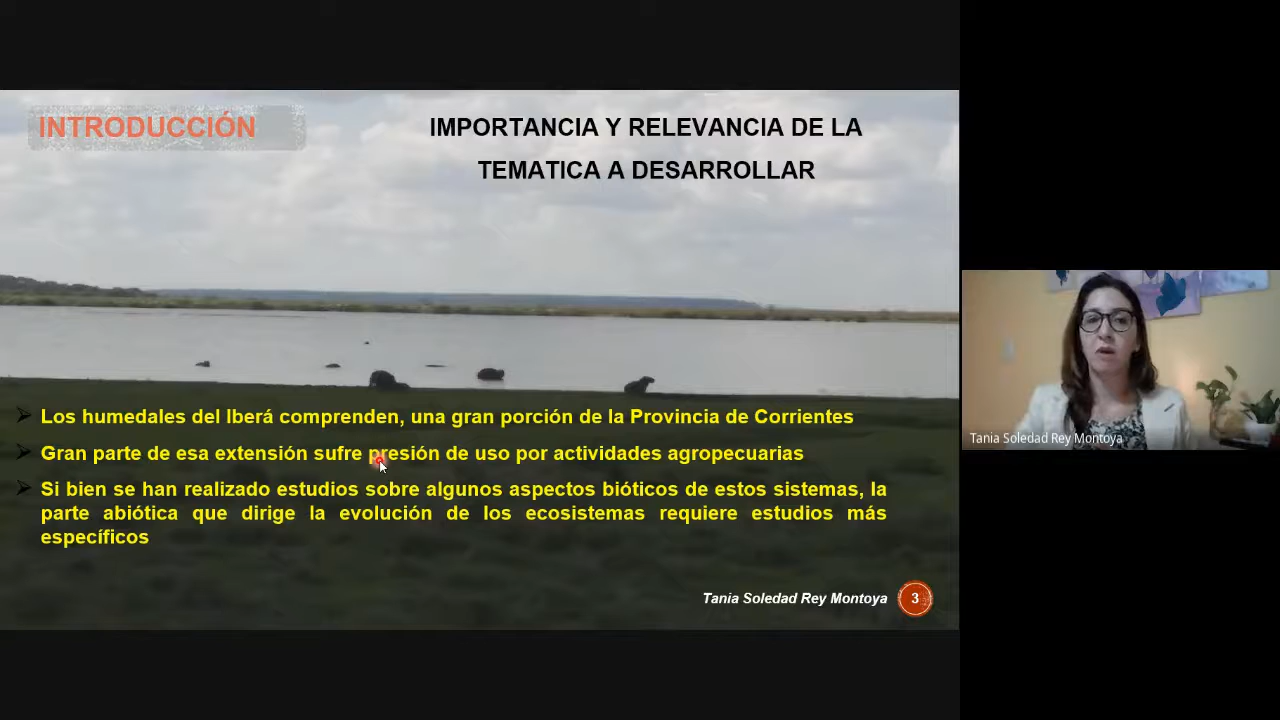 INTRODUCCIÓN
IMPORTANCIA Y RELEVANCIA DE LA
TEMATICA A DESARROLLAR
Los humedales del Iberá comprenden, una gran porción de la Provincia de Corrientes
Gran parte de esa extensión sufre presión de uso por actividades agropecuarias
Si bien se han realizado estudios sobre algunos aspectos bióticos de estos sistemas, la
parte abiótica que dirige la evolución de los ecosistemas requiere estudios más
específicos
Tania Soledad Rey Montoya
3
Tania Soledad Rey Montoya